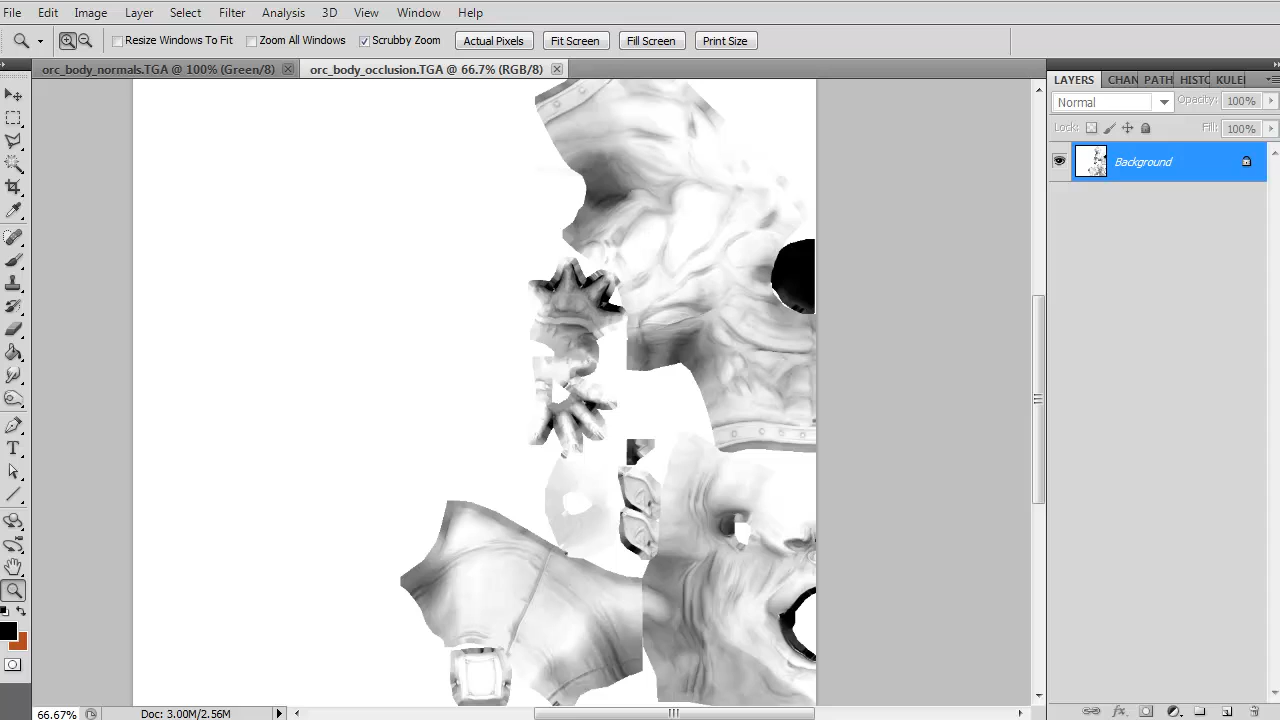 File Edit Image Layer Select Filter Analysis 3D View Window Help
Resize Windows To Fit Zoom All Windows Scrubby Zoom Actual Pixels Fit Screen Fill Screen Print Size
orc_body_normals.TGA @ 100% (Green/8) orc_body_occlusion.TGA @ 66.7% (RGB/8)
LAYERS CHAN PATH HISTO KULEI
Normal Opacity: 100%
Lock: Fill: 100%
Background
66.67% Doc: 3.00M/2.56M